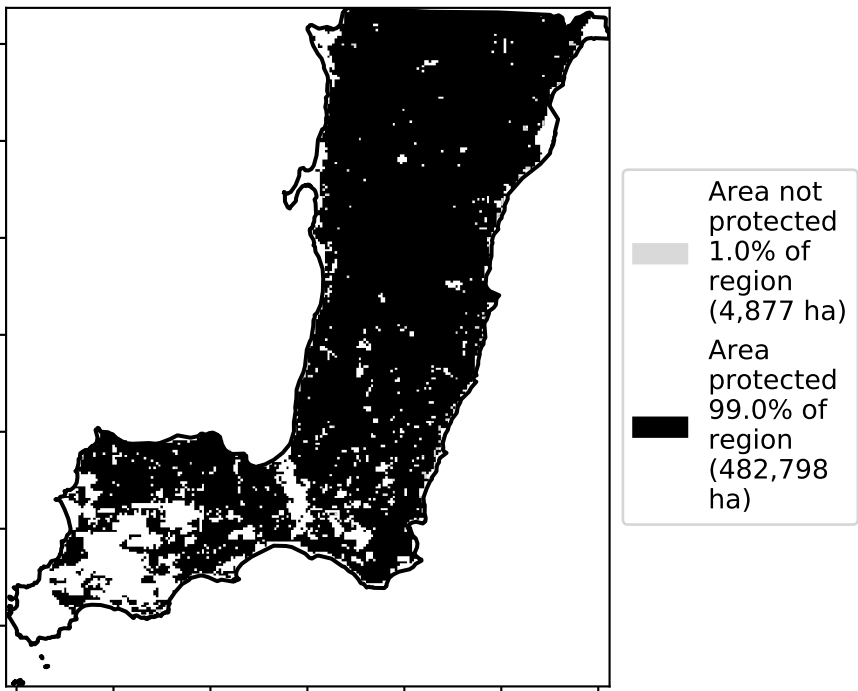 Area not
protected
1.0% of
region
(4,877 ha)
Area
protected
99.0% of
region
(482,798
ha)